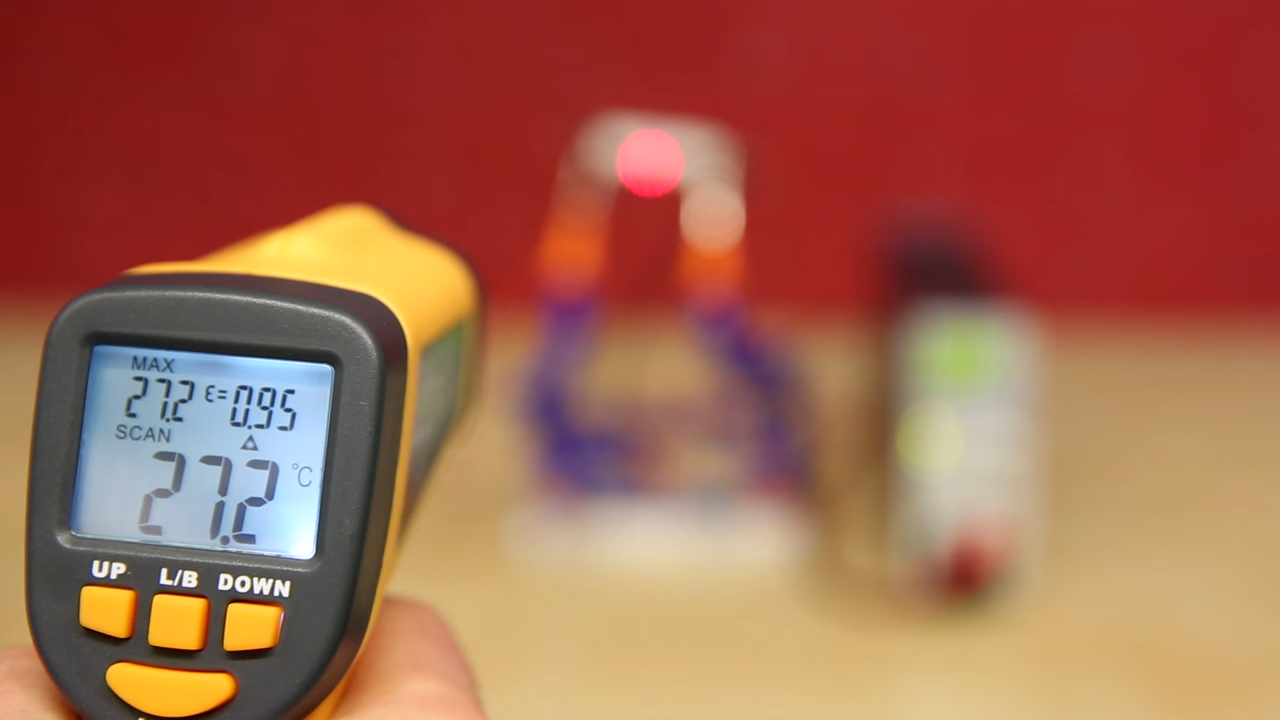 MAX
27.2 ε=0.95
SCAN
27.2 °C
UP L/B DOWN